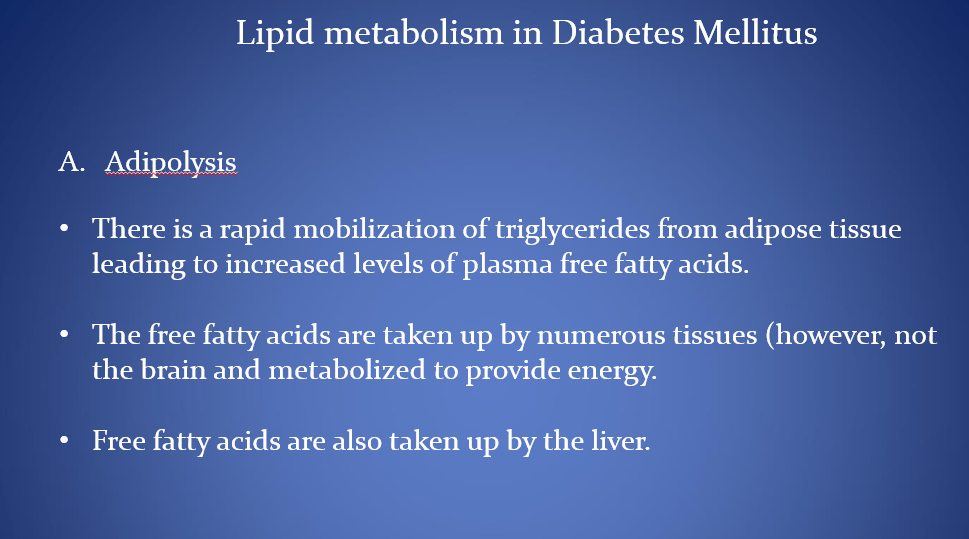 Lipid metabolism in Diabetes Mellitus
A. Adipolysis
• There is a rapid mobilization of triglycerides from adipose tissue
leading to increased levels of plasma free fatty acids.
• The free fatty acids are taken up by numerous tissues (however, not
the brain and metabolized to provide energy.
• Free fatty acids are also taken up by the liver.